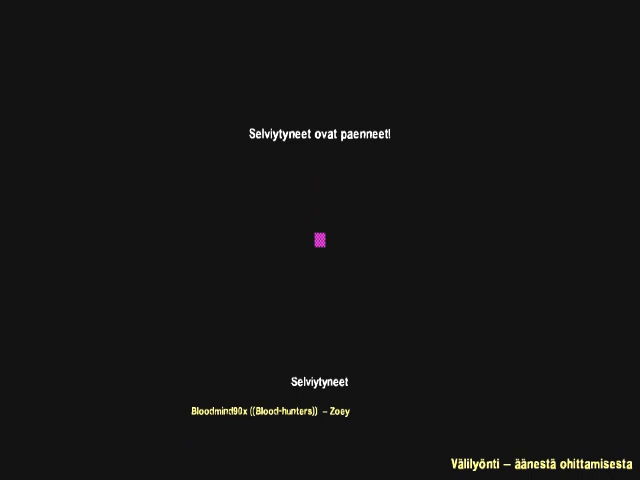 Selviytyneet ovat paenneet!
Selviytyneet
Bloodmind90x ((Blood-hunters)) – Zoey
Välilyönti – äänestä ohittamisesta